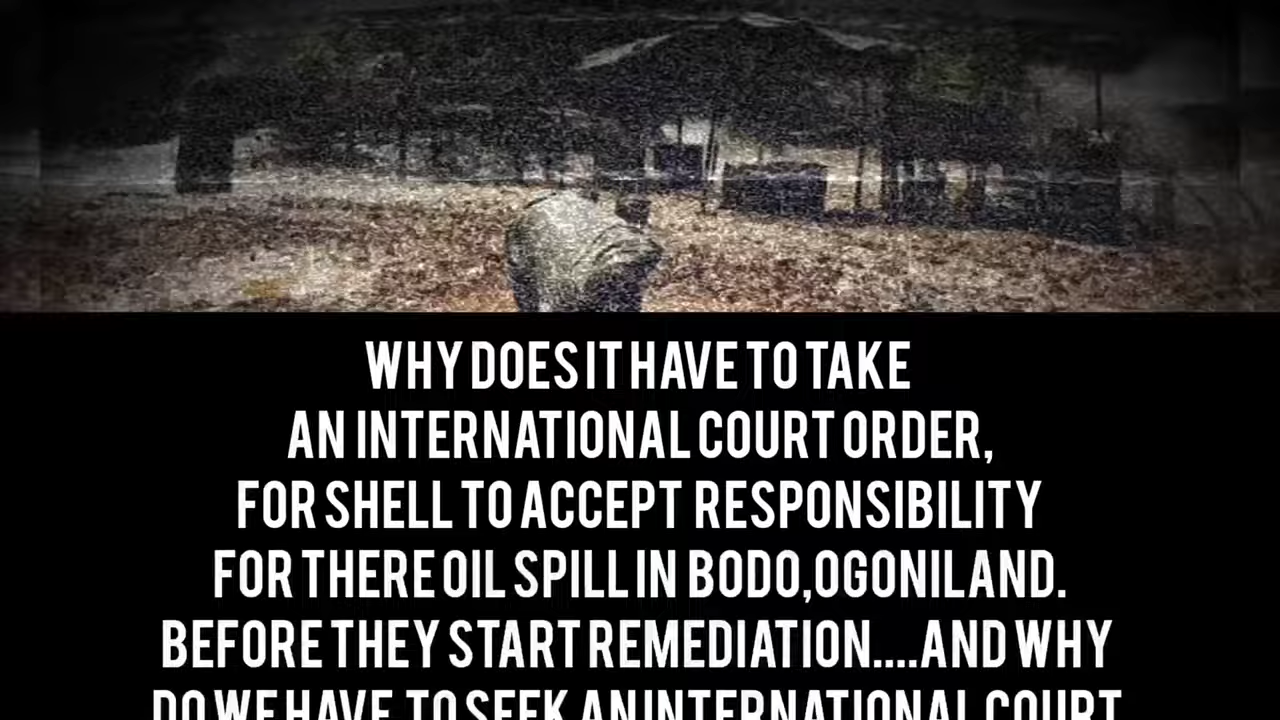 WHY DOES IT HAVE TO TAKE
AN INTERNATIONAL COURT ORDER,
FOR SHELL TO ACCEPT RESPONSIBILITY
FOR THERE OIL SPILL IN BODO,OGONILAND.
BEFORE THEY START REMEDIATION....AND WHY
DO WE HAVE TO SEEK AN INTERNATIONAL COURT